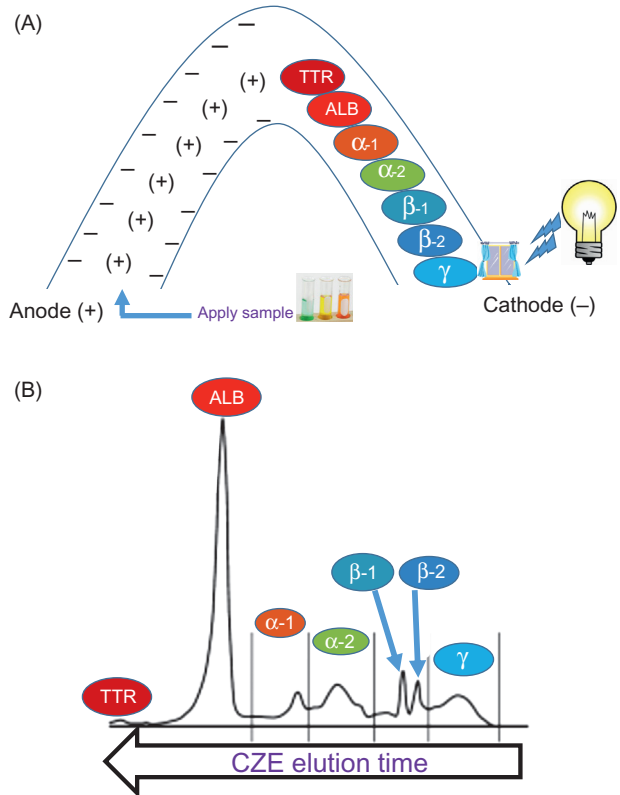 (A)
(+)
TTR
(+)
ALB
(+)
α-1
(+)
α-2
(+)
β-1
(+)
β-2
(+)
γ
Anode (+)
Apply sample
Cathode (–)
(B)
ALB
β-1
β-2
α-1
α-2
γ
TTR
CZE elution time